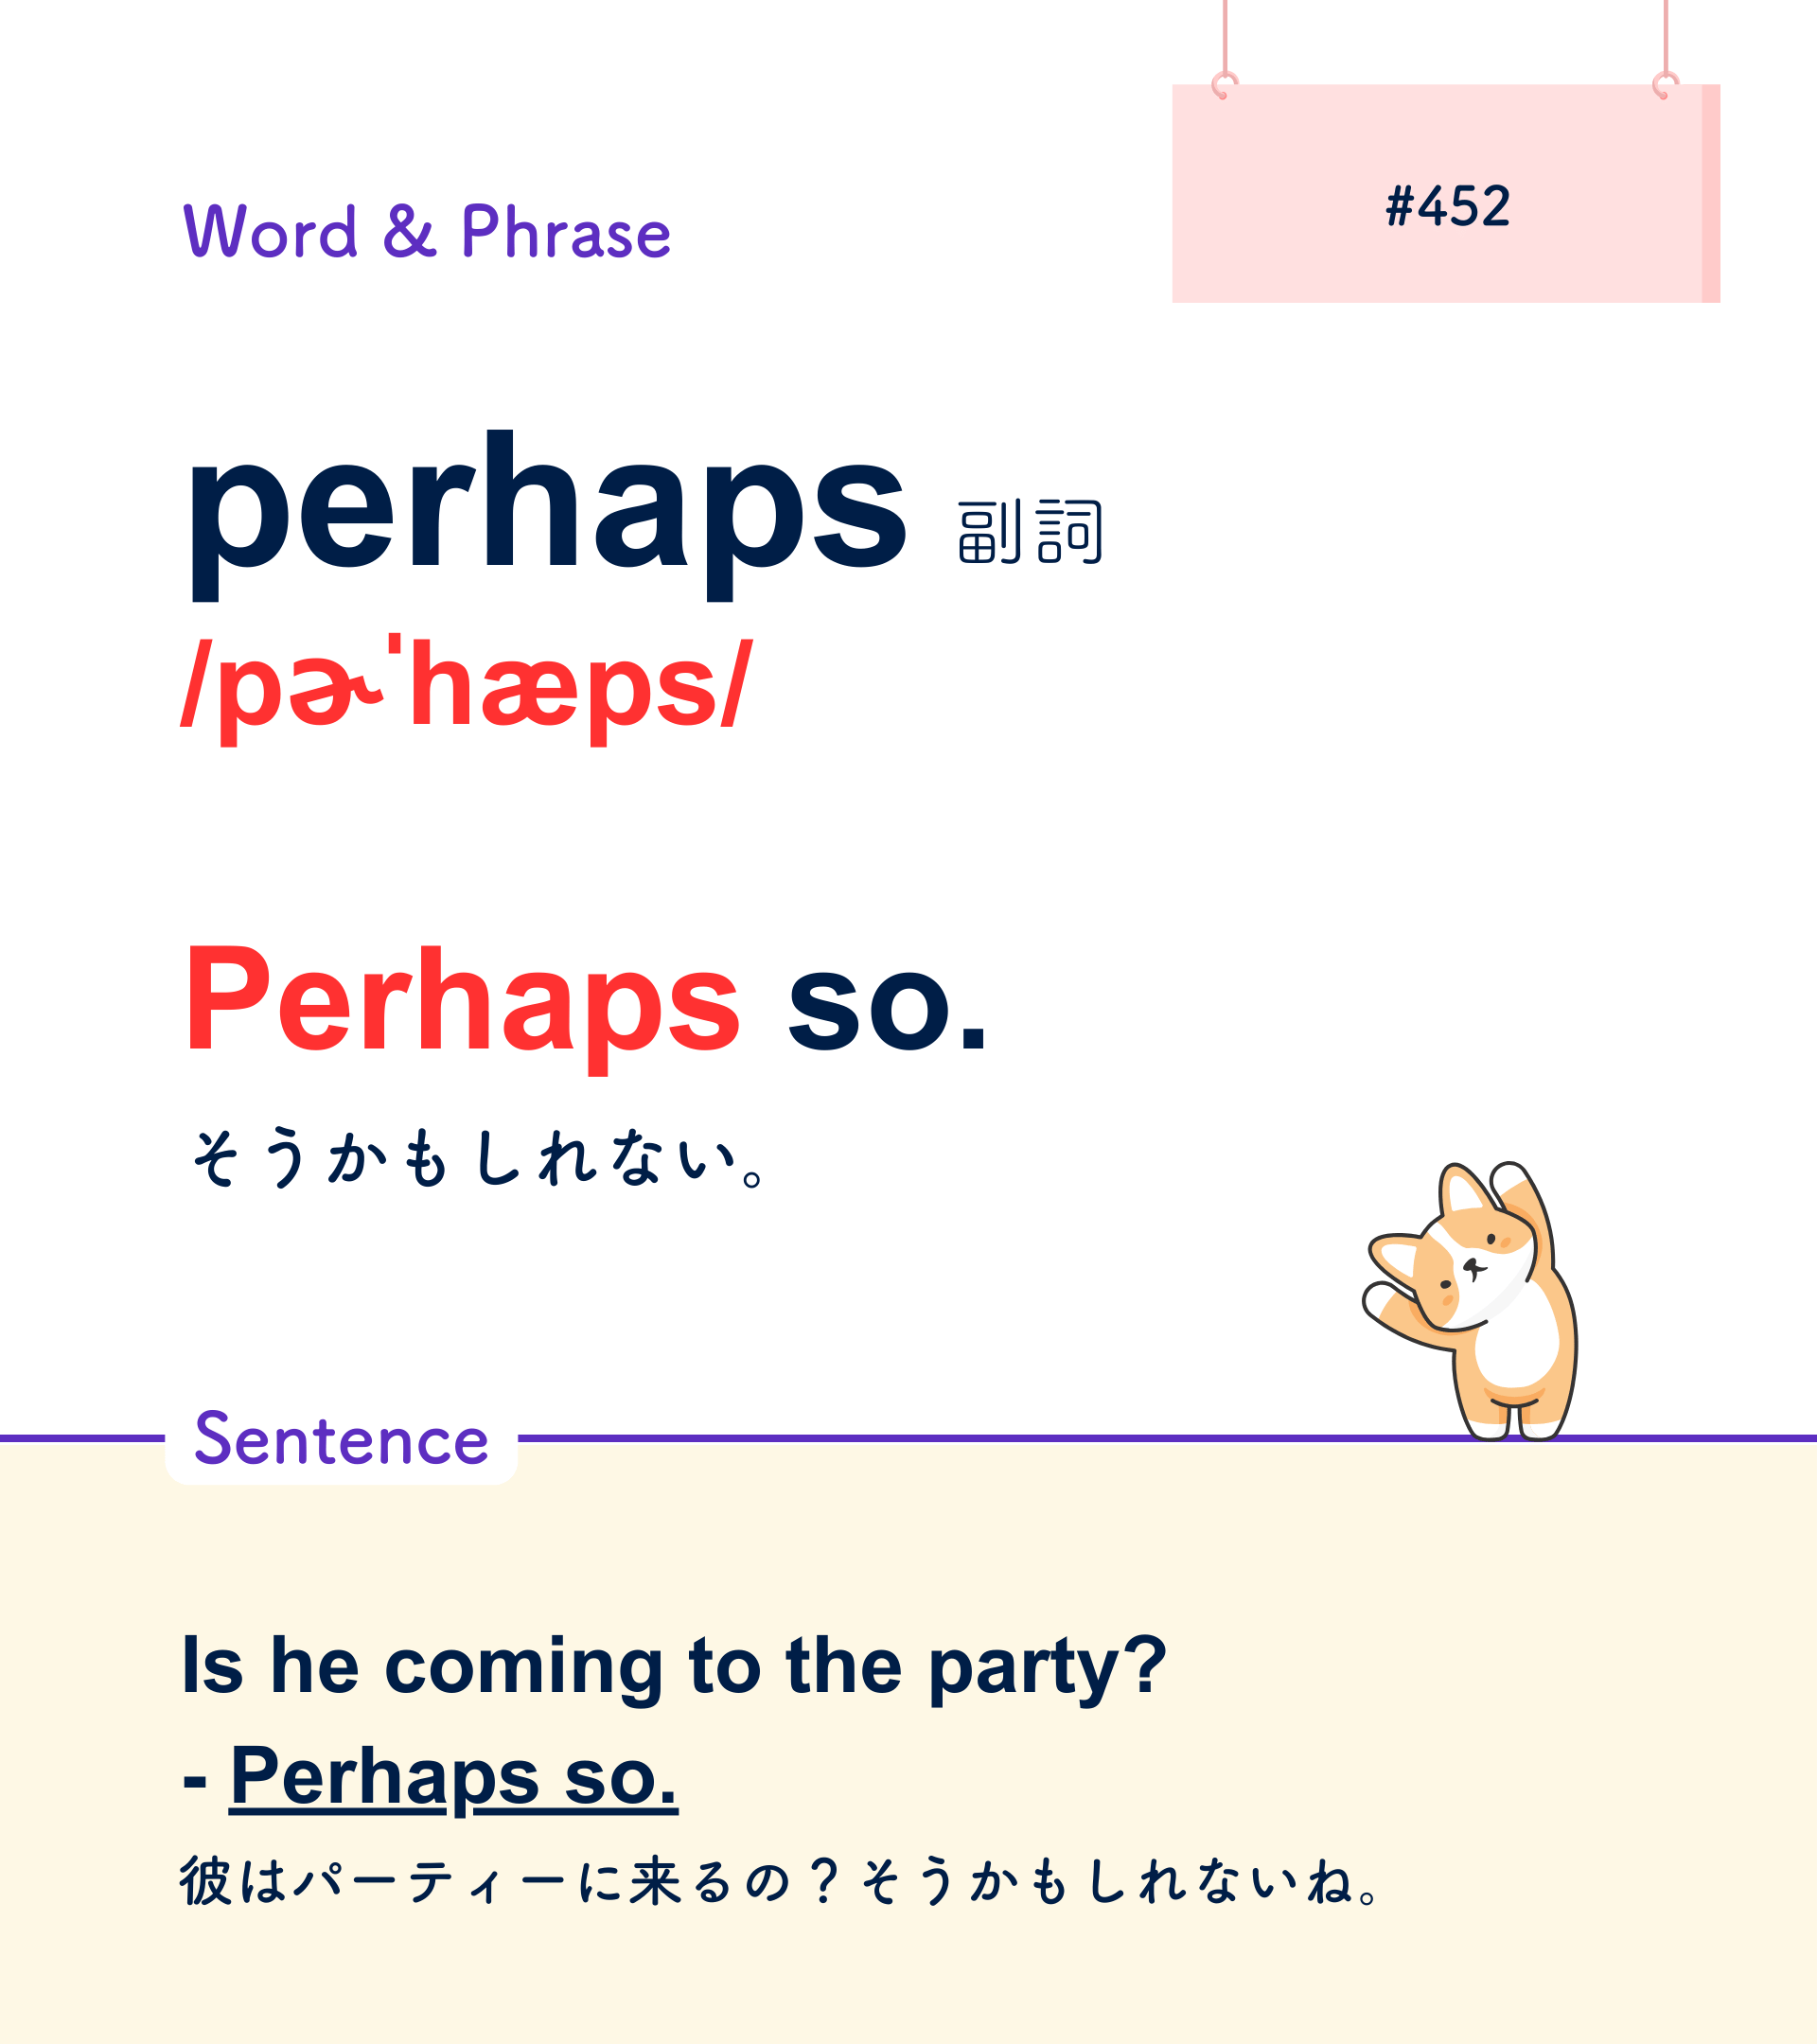 Word & Phrase
#452
perhaps 副詞
/pɚˈhæps/
Perhaps so.
そうかもしれない。
Sentence
Is he coming to the party?
- Perhaps so.
彼はパーティーに来るの？そうかもしれないね。